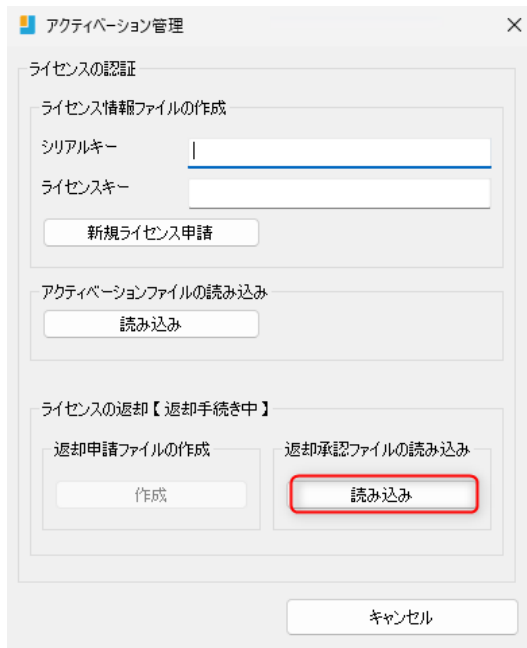 アクティベーション管理
ライセンスの認証
ライセンス情報ファイルの作成
シリアルキー
ライセンスキー
新規ライセンス申請
アクティベーションファイルの読み込み
読み込み
ライセンスの返却【返却手続き中】
返却申請ファイルの作成
作成
返却承認ファイルの読み込み
読み込み
キャンセル